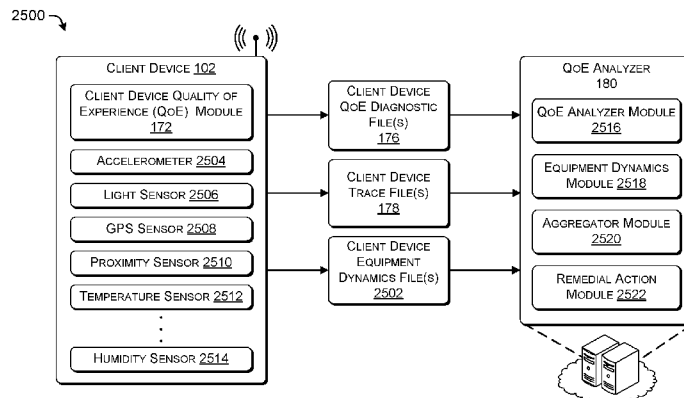 2500
CLIENT DEVICE 102
CLIENT DEVICE QUALITY OF
EXPERIENCE (QOE) MODULE
172
ACCELEROMETER 2504
LIGHT SENSOR 2506
GPS SENSOR 2508
PROXIMITY SENSOR 2510
TEMPERATURE SENSOR 2512
HUMIDITY SENSOR 2514
CLIENT DEVICE
QOE DIAGNOSTIC
FILE(S)
176
CLIENT DEVICE
TRACE FILE(S)
178
CLIENT DEVICE
EQUIPMENT
DYNAMICS FILE(S)
2502
QOE ANALYZER
180
QOE ANALYZER MODULE
2516
EQUIPMENT DYNAMICS
MODULE 2518
AGGREGATOR MODULE
2520
REMEDIAL ACTION
MODULE 2522